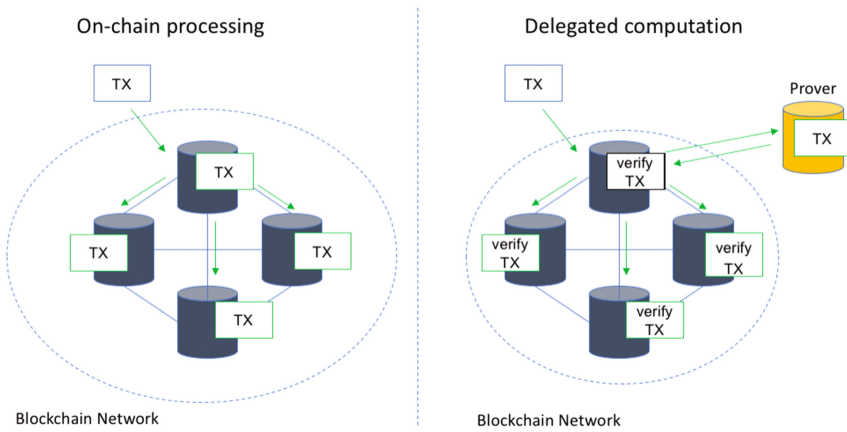 On-chain processing
TX
TX
TX
TX
TX
Blockchain Network
Delegated computation
TX
Prover
TX
verify
TX
verify
TX
verify
TX
verify
TX
Blockchain Network